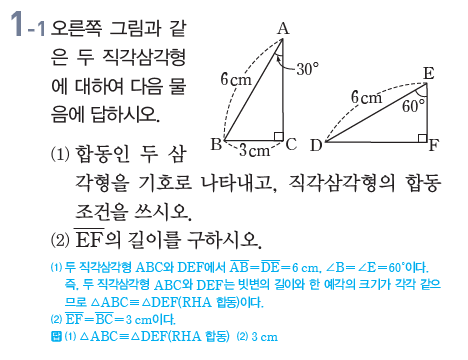 1-1 오른쪽 그림과 같
은 두 직각삼각형
에 대하여 다음 물
음에 답하시오.
A
30°
6 cm
B
3 cm
C
E
6 cm
60°
D
F
(1) 합동인 두 삼
각형을 기호로 나타내고, 직각삼각형의 합동
조건을 쓰시오.
(2) E̅F̅의 길이를 구하시오.
(1) 두 직각삼각형 ABC와 DEF에서 A̅B̅=D̅E̅=6 cm, ∠B=∠E=60°이다.
즉, 두 직각삼각형 ABC와 DEF는 빗변의 길이와 한 예각의 크기가 각각 같으
므로 △ABC≡△DEF(RHA 합동)이다.
(2) E̅F̅=B̅C̅=3 cm이다.
답 (1) △ABC≡△DEF(RHA 합동) (2) 3 cm